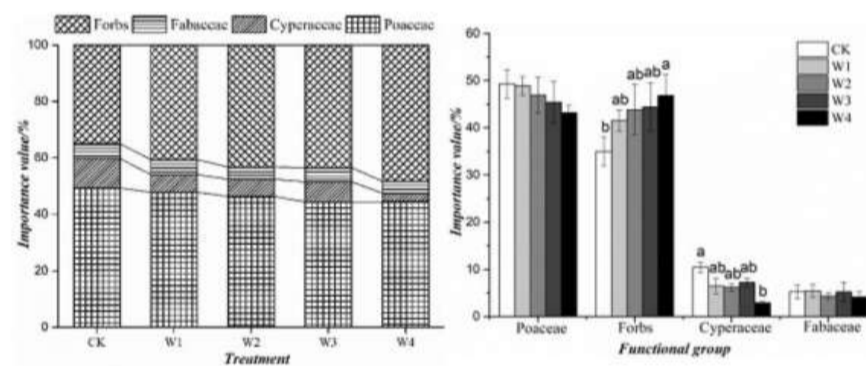 Forbs Fabaceae Cyperaceae Poaceae
Importance value/%
100
80
60
40
20
0
CK W1 W2 W3 W4
Treatment
Importance value/%
60
50
40
30
20
10
0
CK
W1
W2
W3
W4
b ab ab ab a
a ab ab ab b
Poaceae Forbs Cyperaceae Fabaceae
Functional group